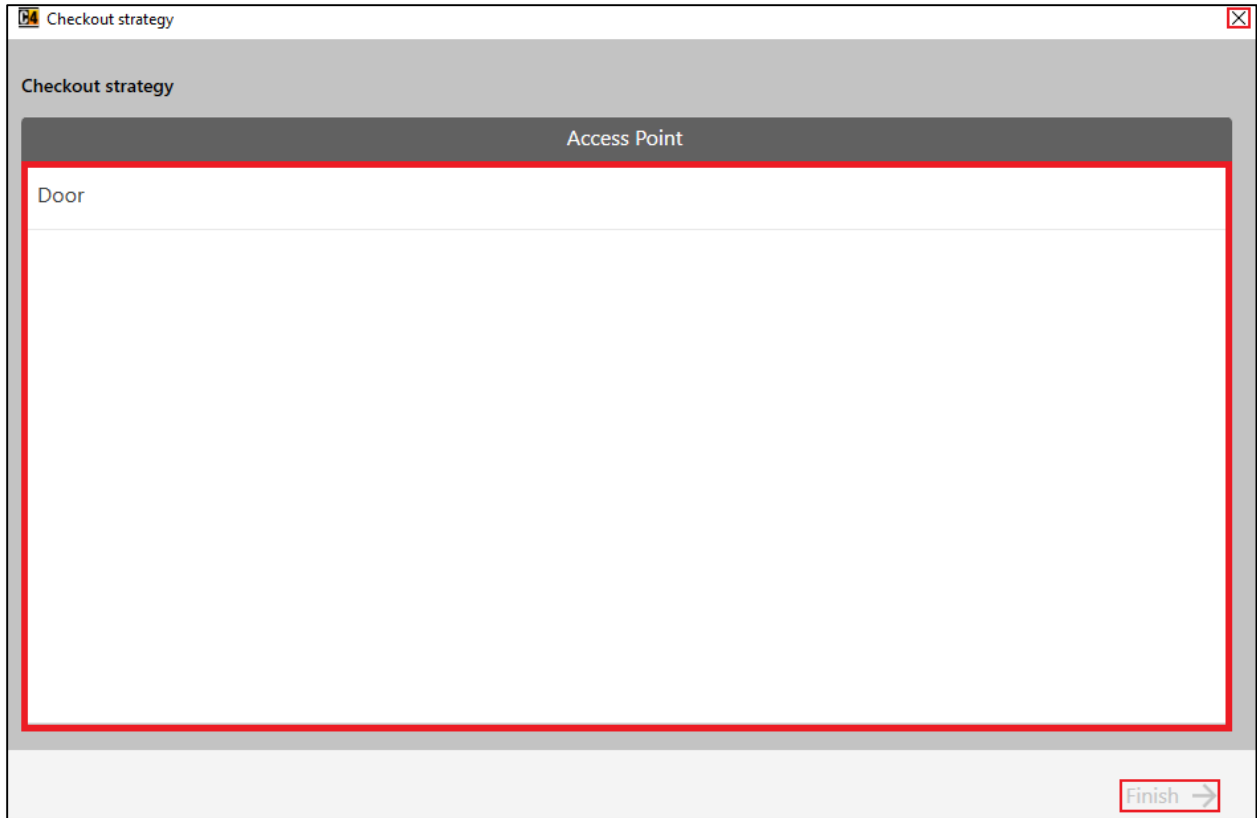 C4 Checkout strategy
Checkout strategy
Access Point
Door
Finish